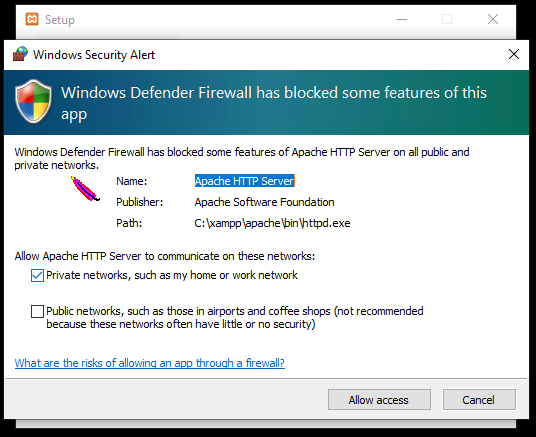 Setup
Windows Security Alert
Windows Defender Firewall has blocked some features of this
app
Windows Defender Firewall has blocked some features of Apache HTTP Server on all public and
private networks.
Name: Apache HTTP Server
Publisher: Apache Software Foundation
Path: C:\xampp\apache\bin\httpd.exe
Allow Apache HTTP Server to communicate on these networks:
Private networks, such as my home or work network
Public networks, such as those in airports and coffee shops (not recommended
because these networks often have little or no security)
What are the risks of allowing an app through a firewall?
Allow access Cancel